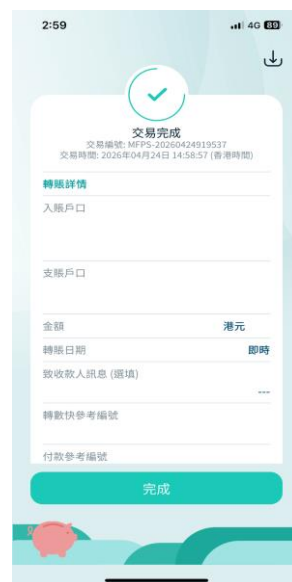 2:59
4G 89
交易完成
交易編號: MFPS-20260424919537
交易時間: 2026年04月24日 14:58:57 (香港時間)
轉賬詳情
入賬戶口
支賬戶口
金額 港元
轉賬日期 即時
致收款人訊息 (選填)
---
轉數快參考編號
付款參考編號
完成